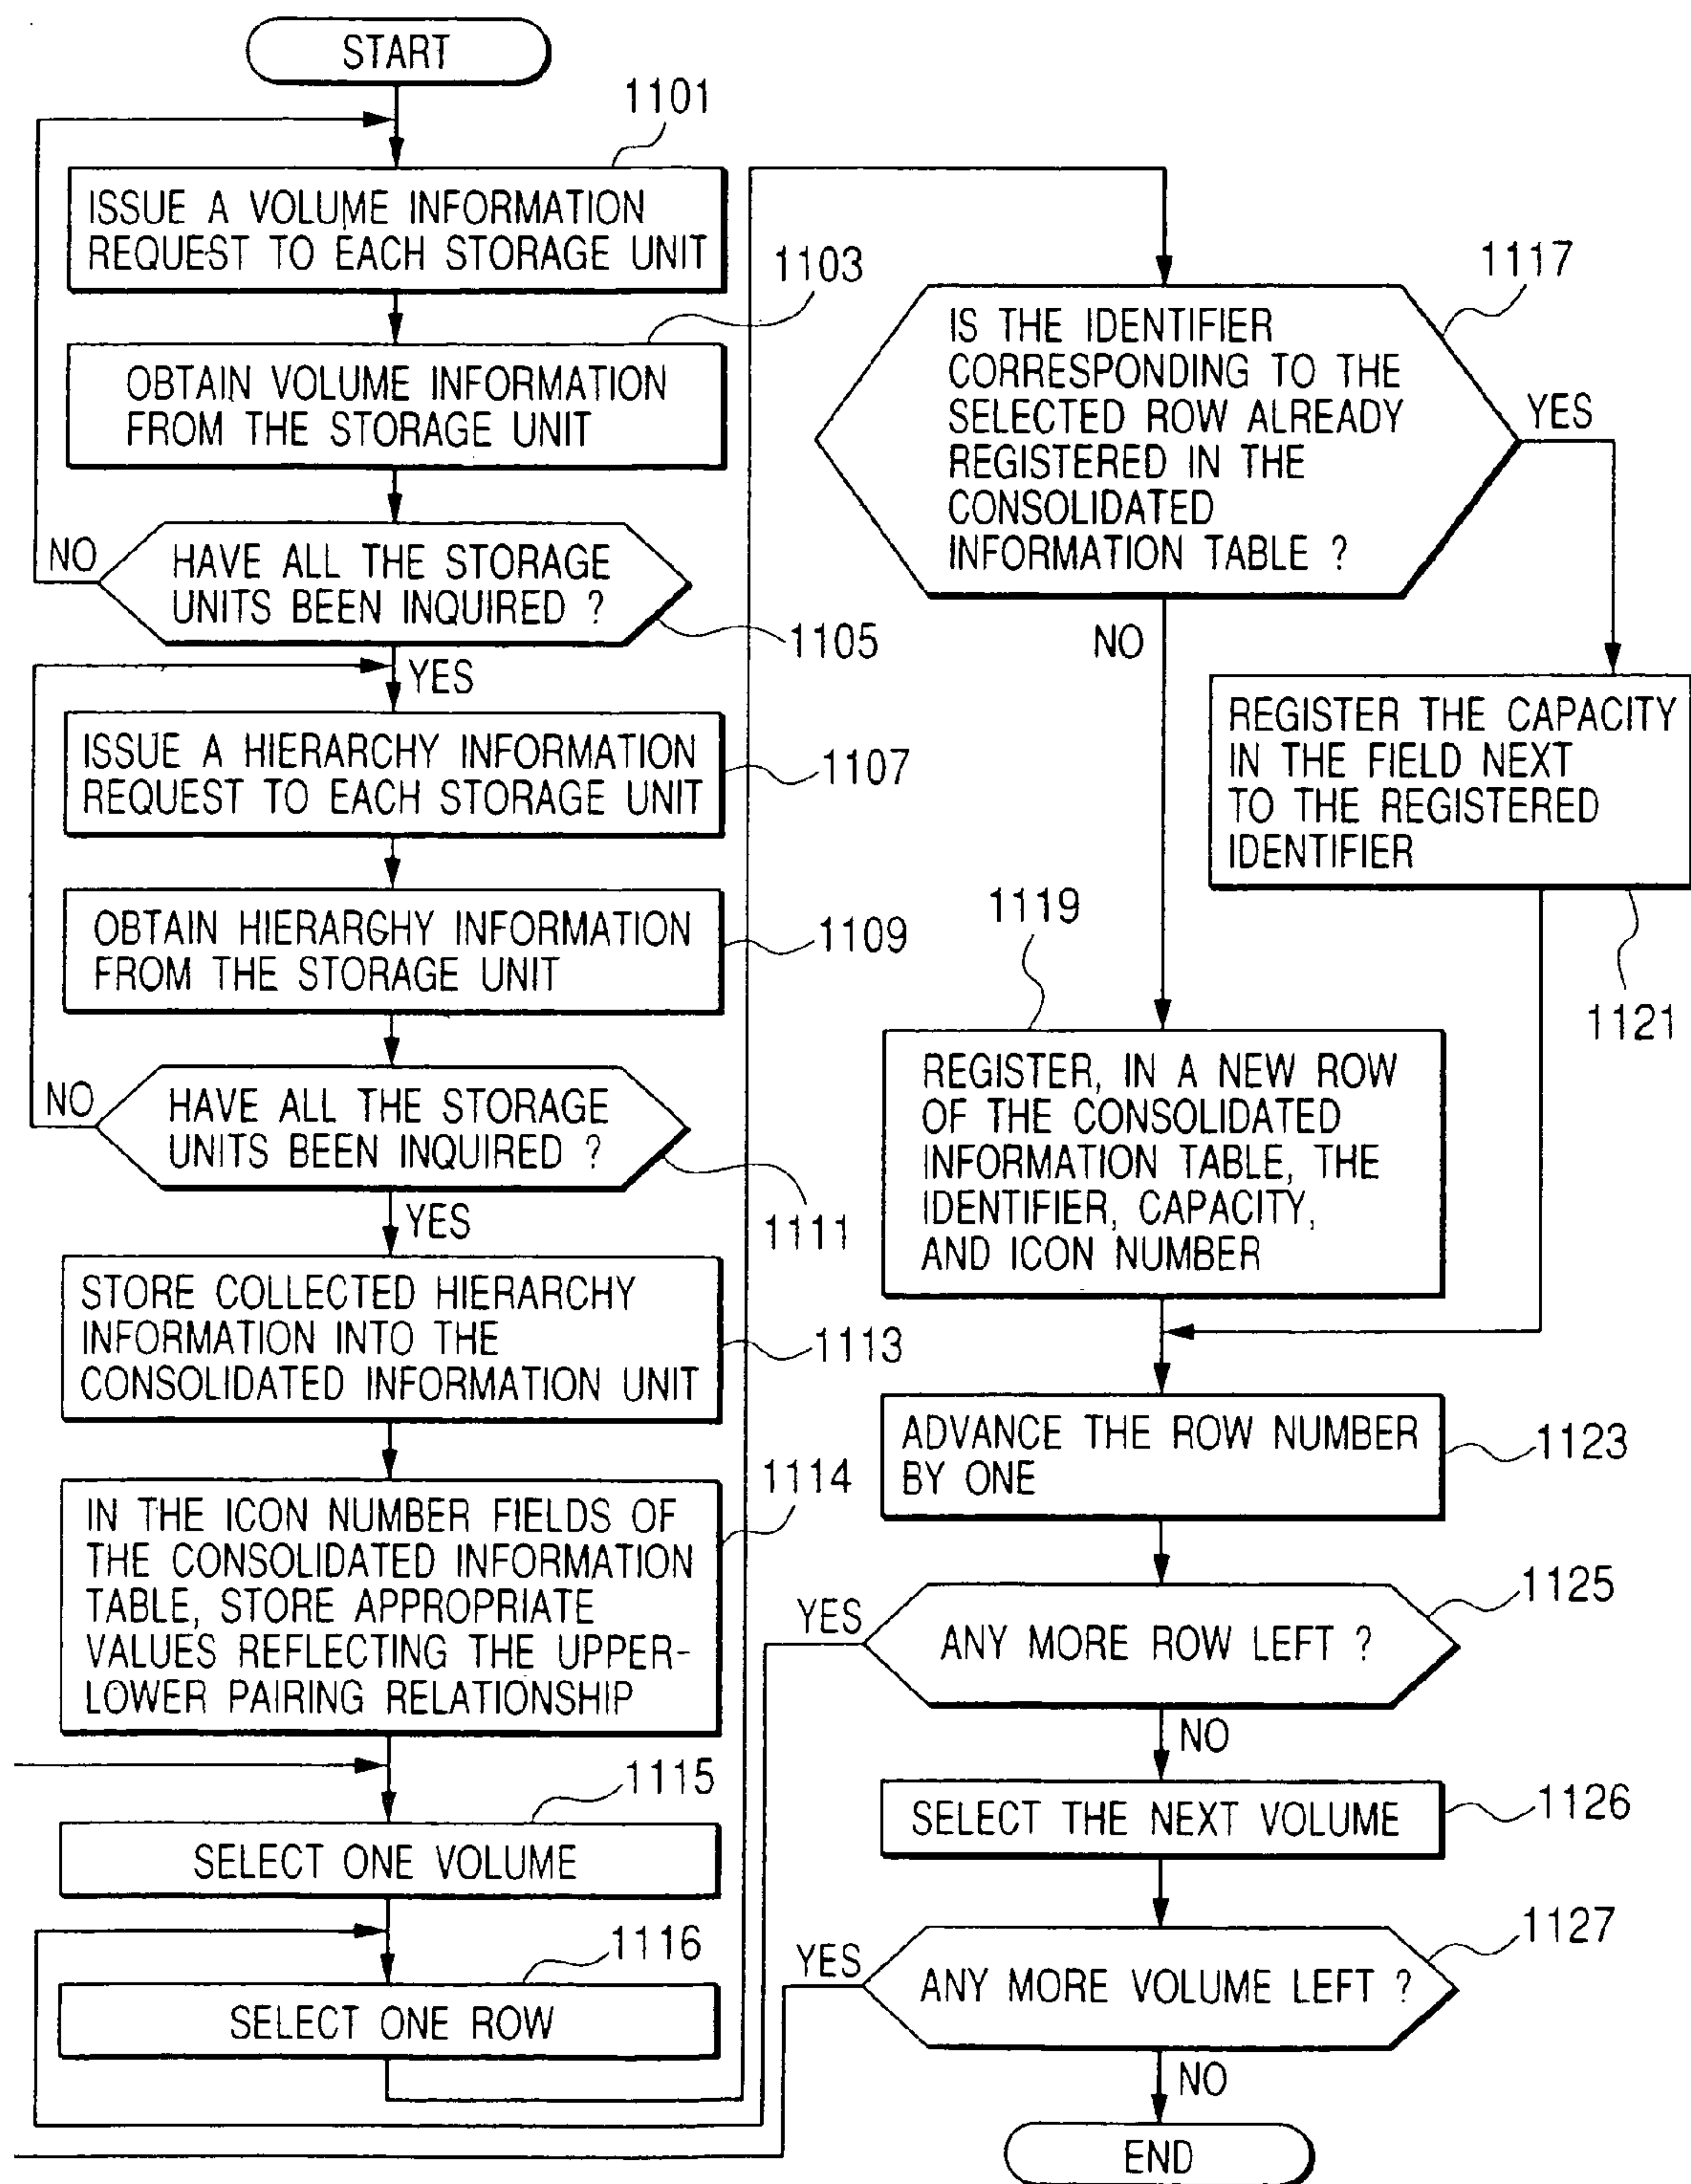 START
1101
ISSUE A VOLUME INFORMATION
REQUEST TO EACH STORAGE UNIT
1103
OBTAIN VOLUME INFORMATION
FROM THE STORAGE UNIT
NO
HAVE ALL THE STORAGE
UNITS BEEN INQUIRED ?
1105
YES
ISSUE A HIERARCHY INFORMATION
REQUEST TO EACH STORAGE UNIT
1107
OBTAIN HIERARGHY INFORMATION
FROM THE STORAGE UNIT
1109
NO
HAVE ALL THE STORAGE
UNITS BEEN INQUIRED ?
1111
YES
STORE COLLECTED HIERARCHY
INFORMATION INTO THE
CONSOLIDATED INFORMATION UNIT
1113
1114
IN THE ICON NUMBER FIELDS OF
THE CONSOLIDATED INFORMATION
TABLE, STORE APPROPRIATE
VALUES REFLECTING THE UPPER-
LOWER PAIRING RELATIONSHIP
1115
SELECT ONE VOLUME
1116
SELECT ONE ROW
1117
IS THE IDENTIFIER
CORRESPONDING TO THE
SELECTED ROW ALREADY
REGISTERED IN THE
CONSOLIDATED
INFORMATION TABLE ?
YES
NO
REGISTER THE CAPACITY
IN THE FIELD NEXT
TO THE REGISTERED
IDENTIFIER
1121
1119
REGISTER, IN A NEW ROW
OF THE CONSOLIDATED
INFORMATION TABLE, THE
IDENTIFIER, CAPACITY,
AND ICON NUMBER
ADVANCE THE ROW NUMBER
BY ONE
1123
1125
YES
ANY MORE ROW LEFT ?
NO
SELECT THE NEXT VOLUME
1126
1127
YES
ANY MORE VOLUME LEFT ?
NO
END